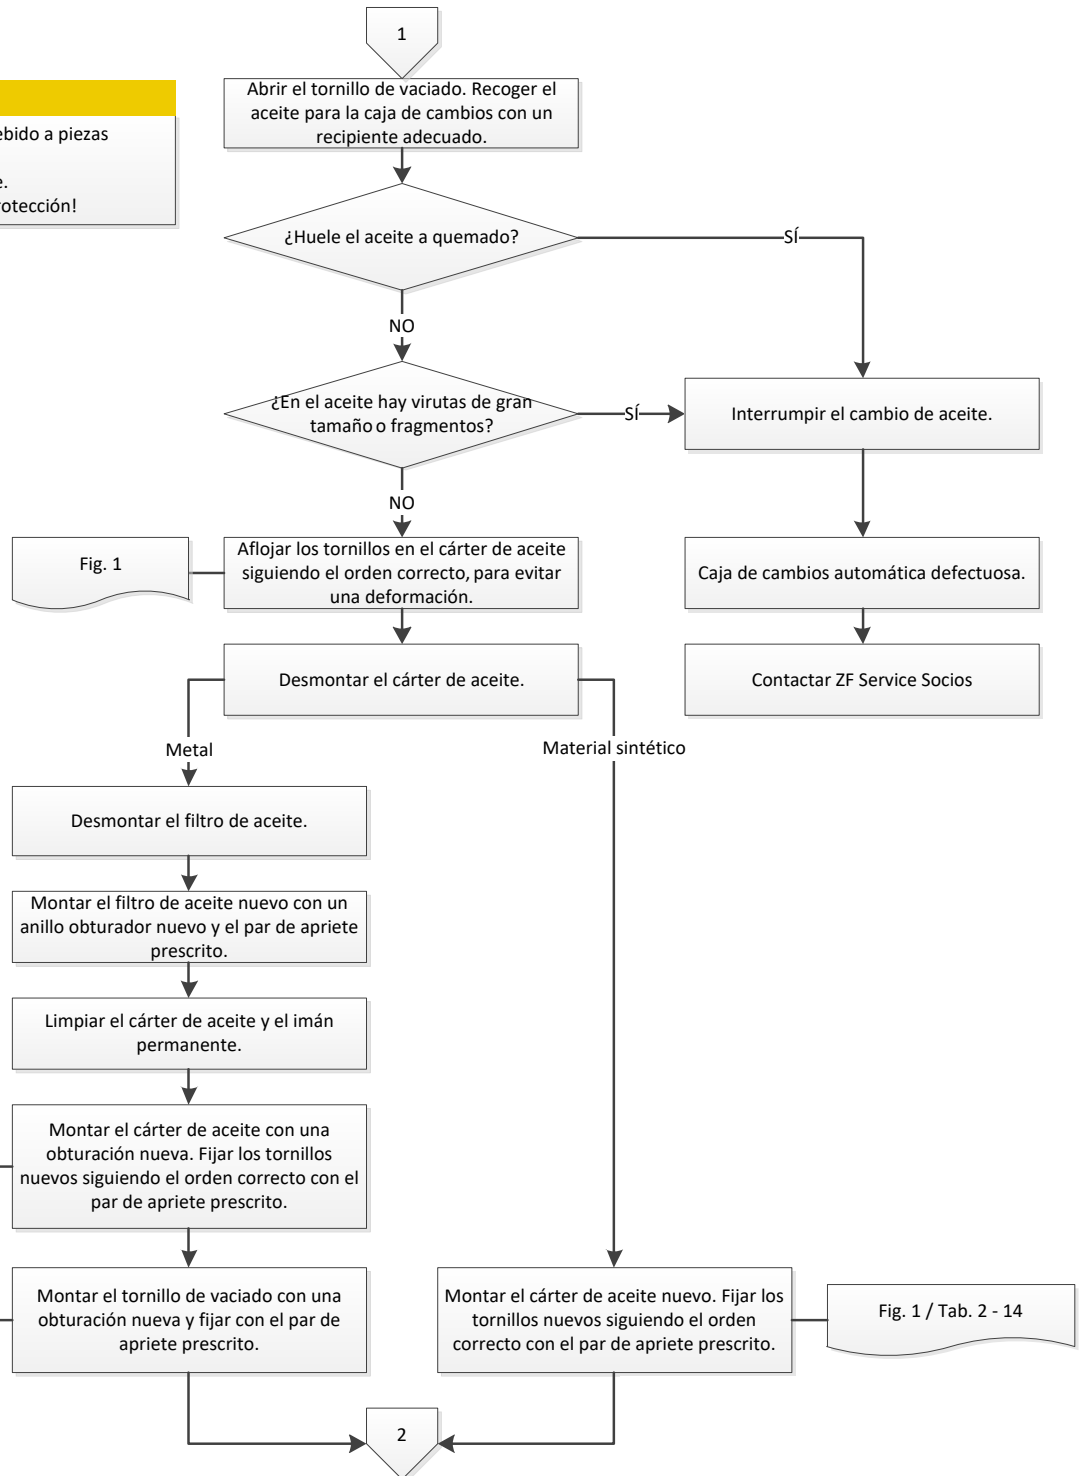 1
Abrir el tornillo de vaciado. Recoger el
aceite para la caja de cambios con un
recipiente adecuado.
a piezas
¡protección!
¿Huele el aceite a quemado?
SÍ
NO
¿En el aceite hay virutas de gran
tamaño o fragmentos?
SÍ
Interrumpir el cambio de aceite.
NO
Fig. 1
Aflojar los tornillos en el cárter de aceite
siguiendo el orden correcto, para evitar
una deformación.
Caja de cambios automática defectuosa.
Desmontar el cárter de aceite.
Contactar ZF Service Socios
Metal
Material sintético
Desmontar el filtro de aceite.
Montar el filtro de aceite nuevo con un
anillo obturador nuevo y el par de apriete
prescrito.
Limpiar el cárter de aceite y el imán
permanente.
Montar el cárter de aceite con una
obturación nueva. Fijar los tornillos
nuevos siguiendo el orden correcto con el
par de apriete prescrito.
Montar el tornillo de vaciado con una
obturación nueva y fijar con el par de
apriete prescrito.
Montar el cárter de aceite nuevo. Fijar los
tornillos nuevos siguiendo el orden
correcto con el par de apriete prescrito.
Fig. 1 / Tab. 2 - 14
2